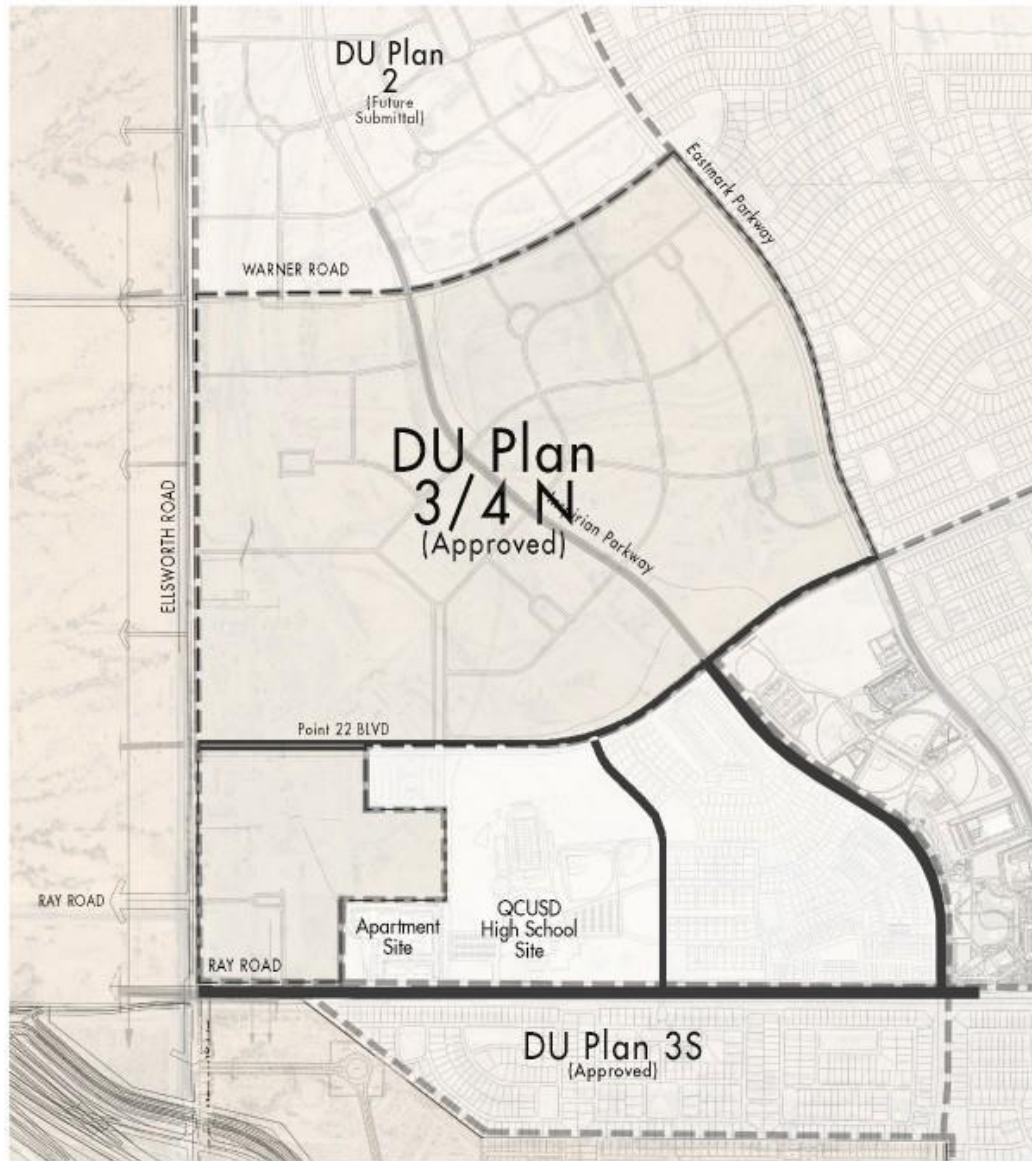 DU Plan
2
(Future
Submittal)
Eastmark Parkway
WARNER ROAD
DU Plan
3/4 N
(Approved)
Parkway
ELLSWORTH ROAD
Point 22 BLVD
RAY ROAD
Apartment
Site
QCUSD
High School
Site
RAY ROAD
DU Plan 3S
(Approved)